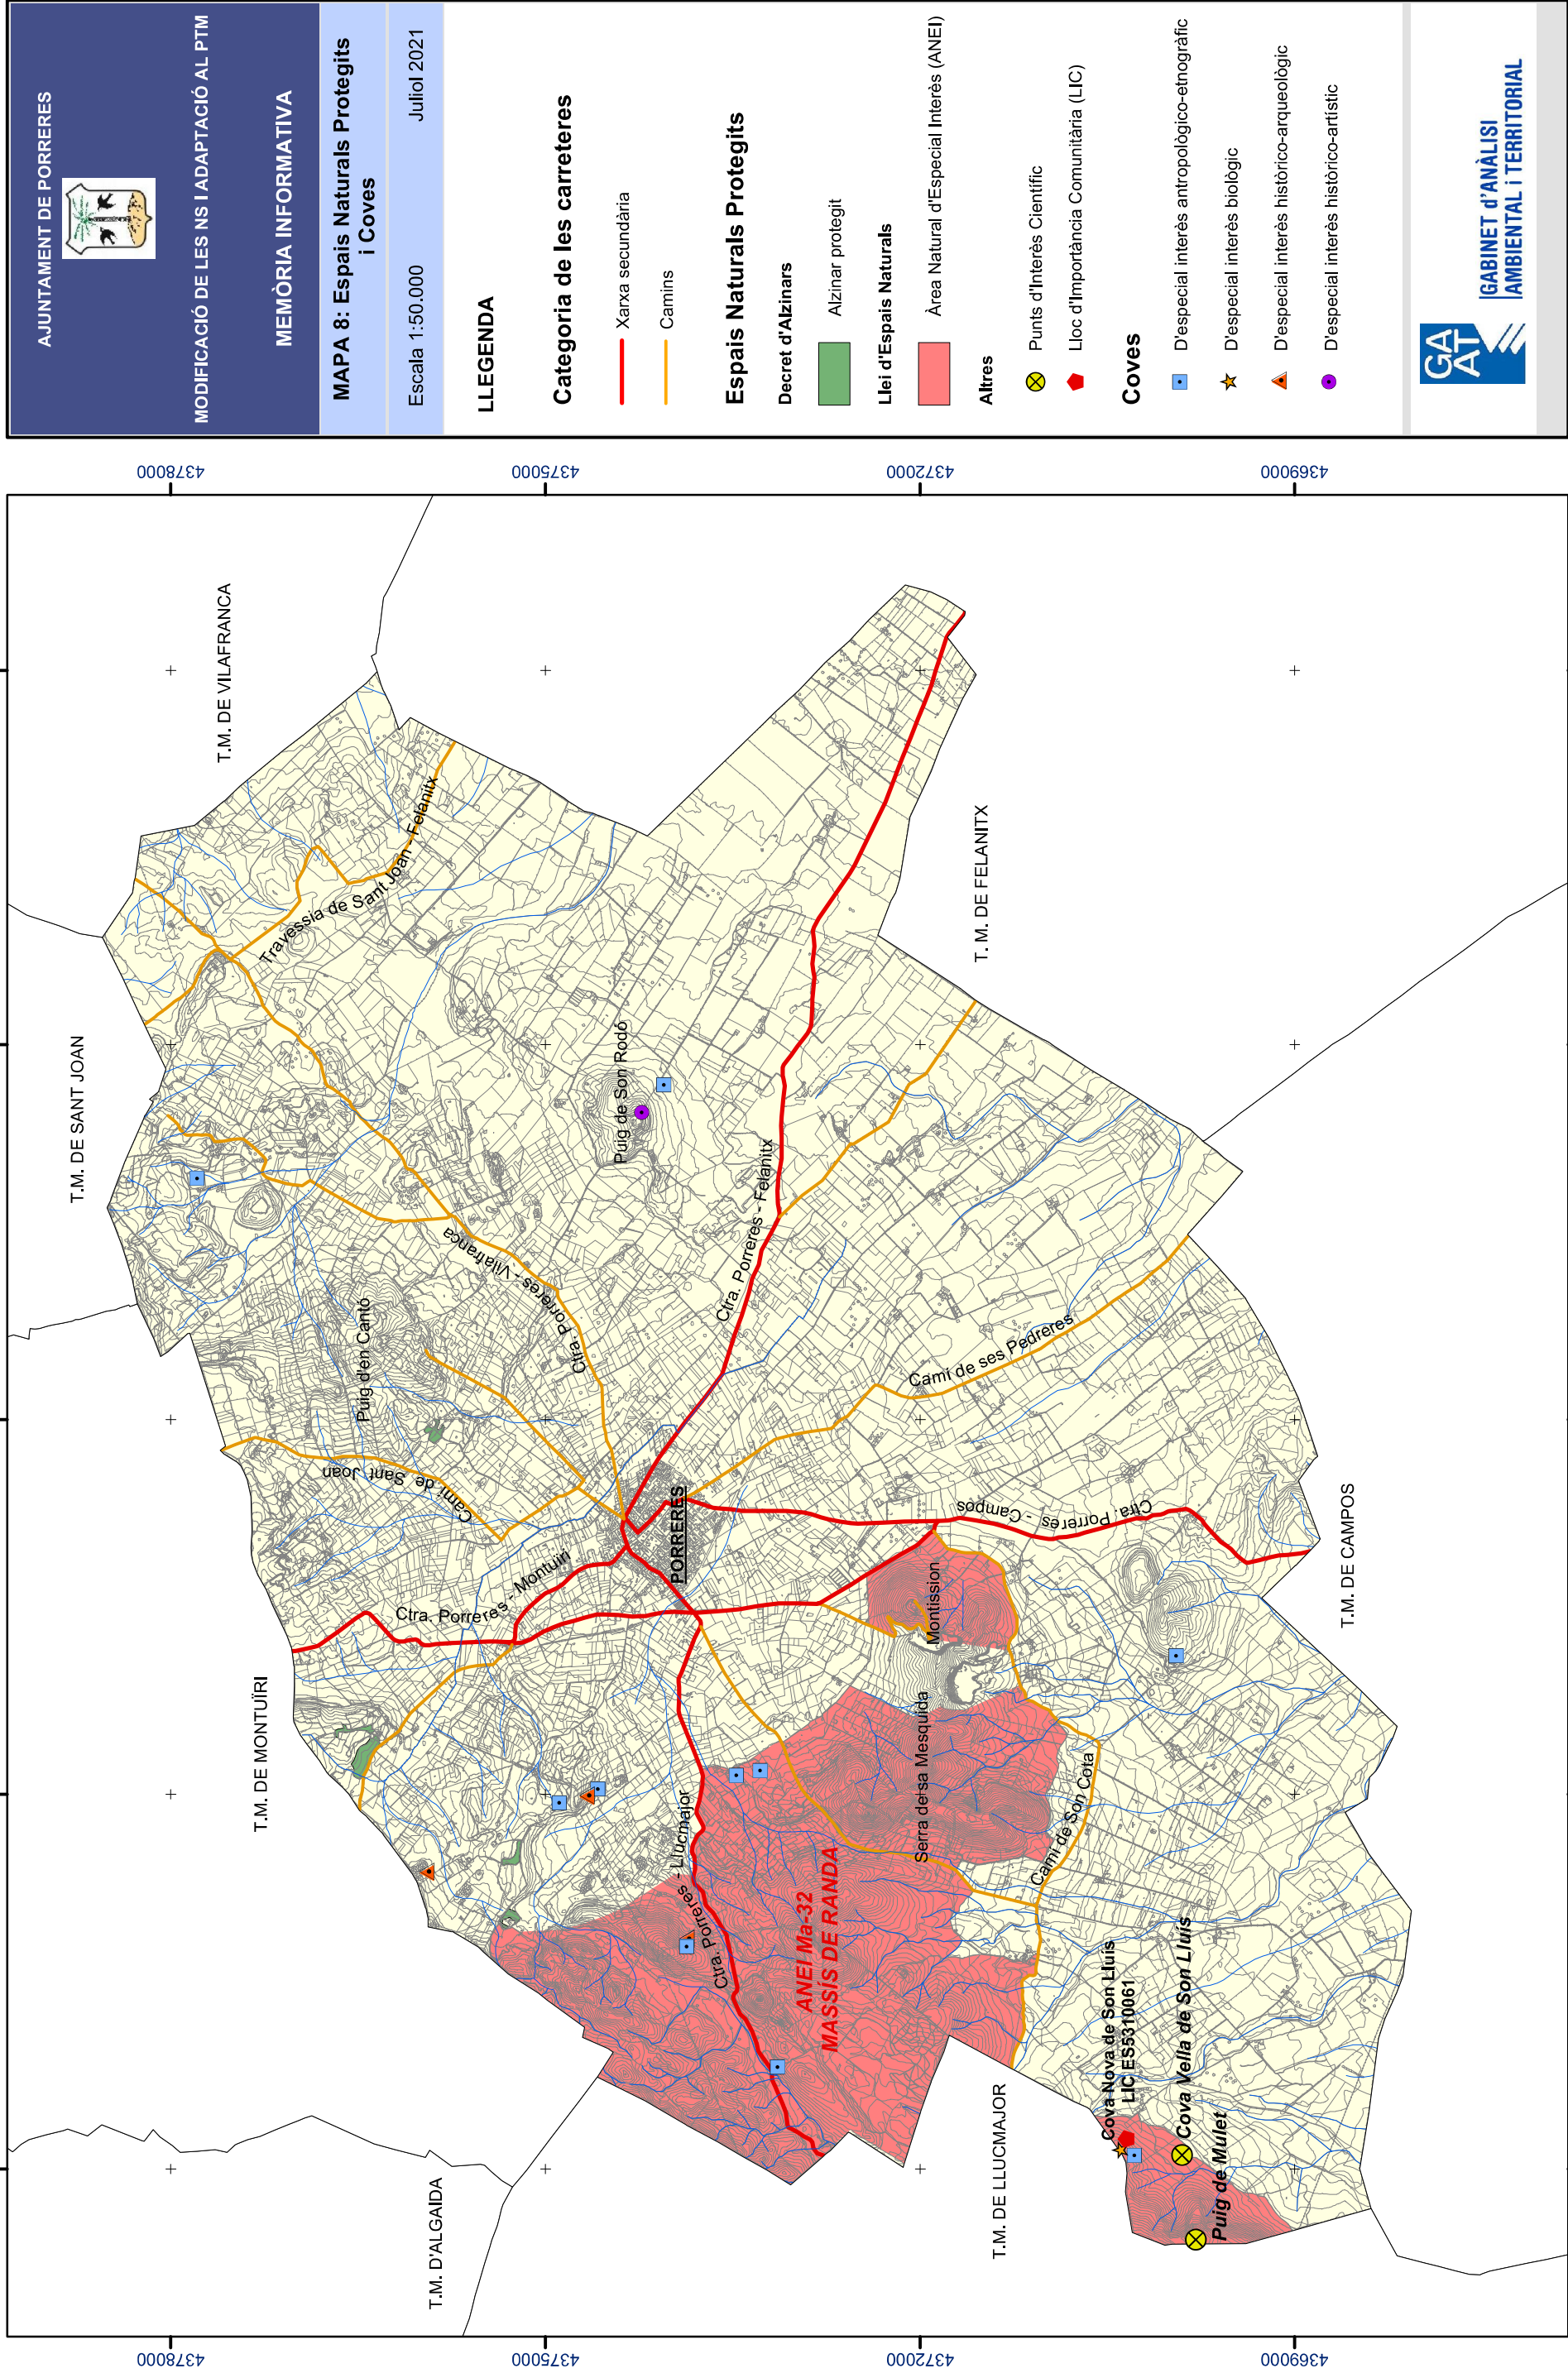 AJUNTAMENT DE PORRERES
MODIFICACIÓ DE LES NS I ADAPTACIÓ AL PTM
MEMÒRIA INFORMATIVA
MAPA 8: Espais Naturals Protegits
i Coves
Escala 1:50.000
Juliol 2021
LLEGENDA
Categoria de les carreteres
Xarxa secundària
Camins
Espais Naturals Protegits
Decret d'Alzinars
Alzinar protegit
Llei d'Espais Naturals
Àrea Natural d'Especial Interès (ANEI)
Altres
Punts d'Interès Científic
Lloc d'Importància Comunitària (LIC)
Coves
D'especial interès antropològico-etnogràfic
D'especial interès biològic
D'especial interès històrico-arqueològic
D'especial interès històrico-artístic
GA
AT
GABINET d'ANÀLISI
AMBIENTAL i TERRITORIAL
4378000
4375000
4372000
4369000
T.M. DE VILAFRANCA
T.M. DE SANT JOAN
T. M. DE FELANITX
T.M. DE MONTUÏRI
T.M. DE CAMPOS
T.M. D'ALGAIDA
T.M. DE LLUCMAJOR
Travessia de Sant Joan - Felanitx
Puig de Son Rodó
Ctra. Porreres - Vilafranca
Ctra. Porreres - Felanitx
Puig d'en Cantó
Camí de Sant Joan
Camí de ses Pedreres
PORRERES
Ctra. Porreres - Montuïri
Ctra. Porreres - Campos
Montission
Serra de sa Mesquida
Camí de Son Cota
Ctra. Porreres - Llucmajor
ANEI Ma-32
MASSÍS DE RANDA
Cova Nova de Son Lluís
LIC ES5310061
Cova Vella de Son Lluís
Puig de Mulet
4378000
4375000
4372000
4369000